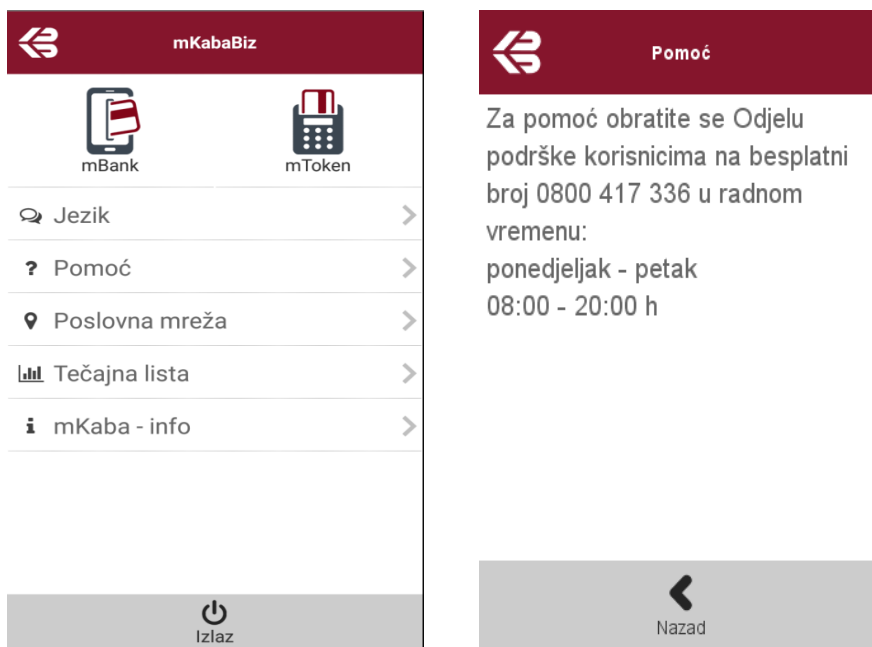 mKabaBiz
mBank
mToken
Jezik
Pomoć
Poslovna mreža
Tečajna lista
mKaba - info
Izlaz
Pomoć
Za pomoć obratite se Odjelu
podrške korisnicima na besplatni
broj 0800 417 336 u radnom
vremenu:
ponedjeljak - petak
08:00 - 20:00 h
Nazad